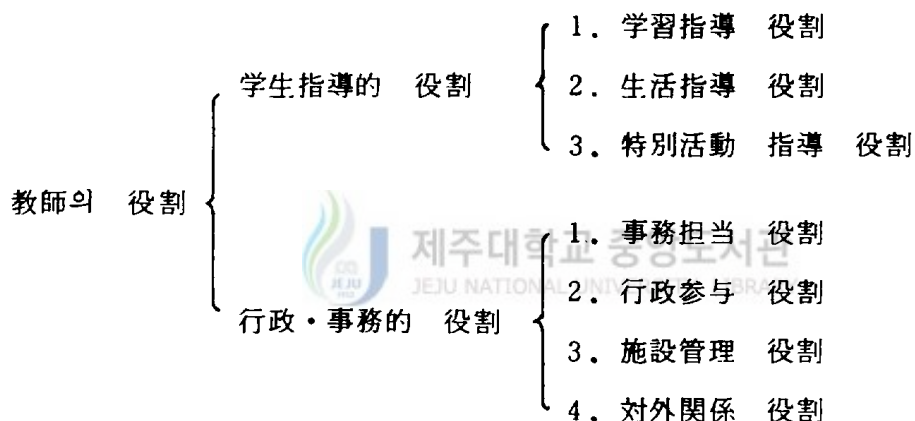 1. 学習指導 役割
学生指導的 役割
2. 生活指導 役割
3. 特別活動 指導 役割
教師의 役割
1. 事務担当 役割
제주대학교 중앙도서관
JEJU NATIONAL UNIVERSITY LIBRARY
JEJU
1952
2. 行政参与 役割
行政・事務的 役割
3. 施設管理 役割
4. 対外関係 役割